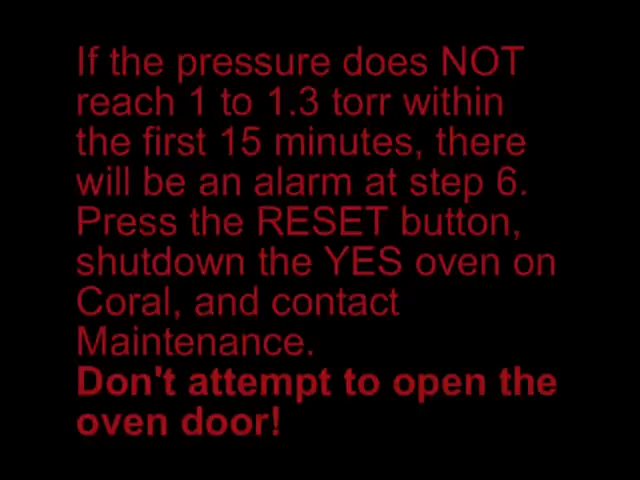 If the pressure does NOT
reach 1 to 1.3 torr within
the first 15 minutes, there
will be an alarm at step 6.
Press the RESET button,
shutdown the YES oven on
Coral, and contact
Maintenance.
Don't attempt to open the
oven door!